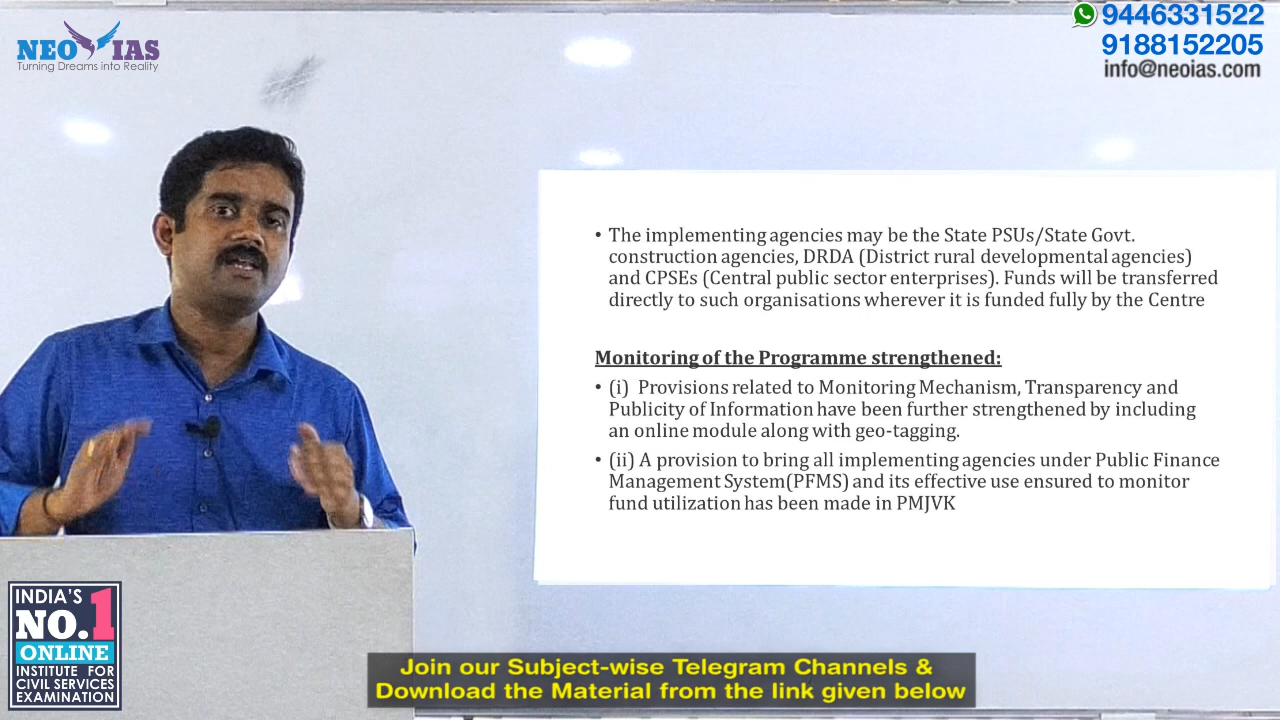 NEO IAS
Turning Dreams into Reality
9446331522
9188152205
info@neoias.com
• The implementing agencies may be the State PSUs/State Govt.
construction agencies, DRDA (District rural developmental agencies)
and CPSEs (Central public sector enterprises). Funds will be transferred
directly to such organisations wherever it is funded fully by the Centre
Monitoring of the Programme strengthened:
• (i) Provisions related to Monitoring Mechanism, Transparency and
Publicity of Information have been further strengthened by including
an online module along with geo-tagging.
• (ii) A provision to bring all implementing agencies under Public Finance
Management System(PFMS) and its effective use ensured to monitor
fund utilization has been made in PMJVK
INDIA'S
NO.1
ONLINE
INSTITUTE FOR
CIVIL SERVICES
EXAMINATION
Join our Subject-wise Telegram Channels &
Download the Material from the link given below